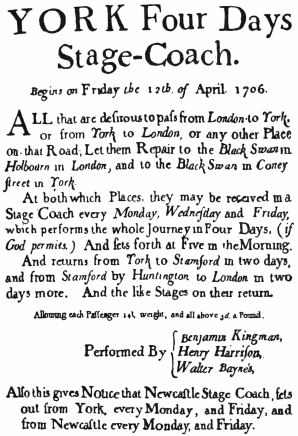 YORK Four Days
Stage-Coach.
Begins on Friday the 12th. of April 1706.
ALL that are desirous to paſs from London to York,
or from York to London, or any other Place
on that Road; Let them Repair to the Black Swan in
Holbourn in London, and to the Black Swan in Coney
ſtreet in York.
At both which Places, they may be received in a
Stage Coach every Monday, Wedneſday and Friday,
which performs the whole Journey in Four Days, (if
God permits.) And ſets forth at Five in the Morning.
And returns from York to Stamford in two days,
and from Stamford by Huntington to London in two
days more. And the like Stages on their return.
Allowing each Paſſenger 14l. weight, and all above 3d. a Pound.
Performed By
Benjamin Kingman,
Henry Harriſon,
Walter Bayne's,
Alſo this gives Notice that Newcaſtle Stage Coach, ſets
out from York, every Monday, and Friday, and
from Newcaſtle every Monday, and Friday.